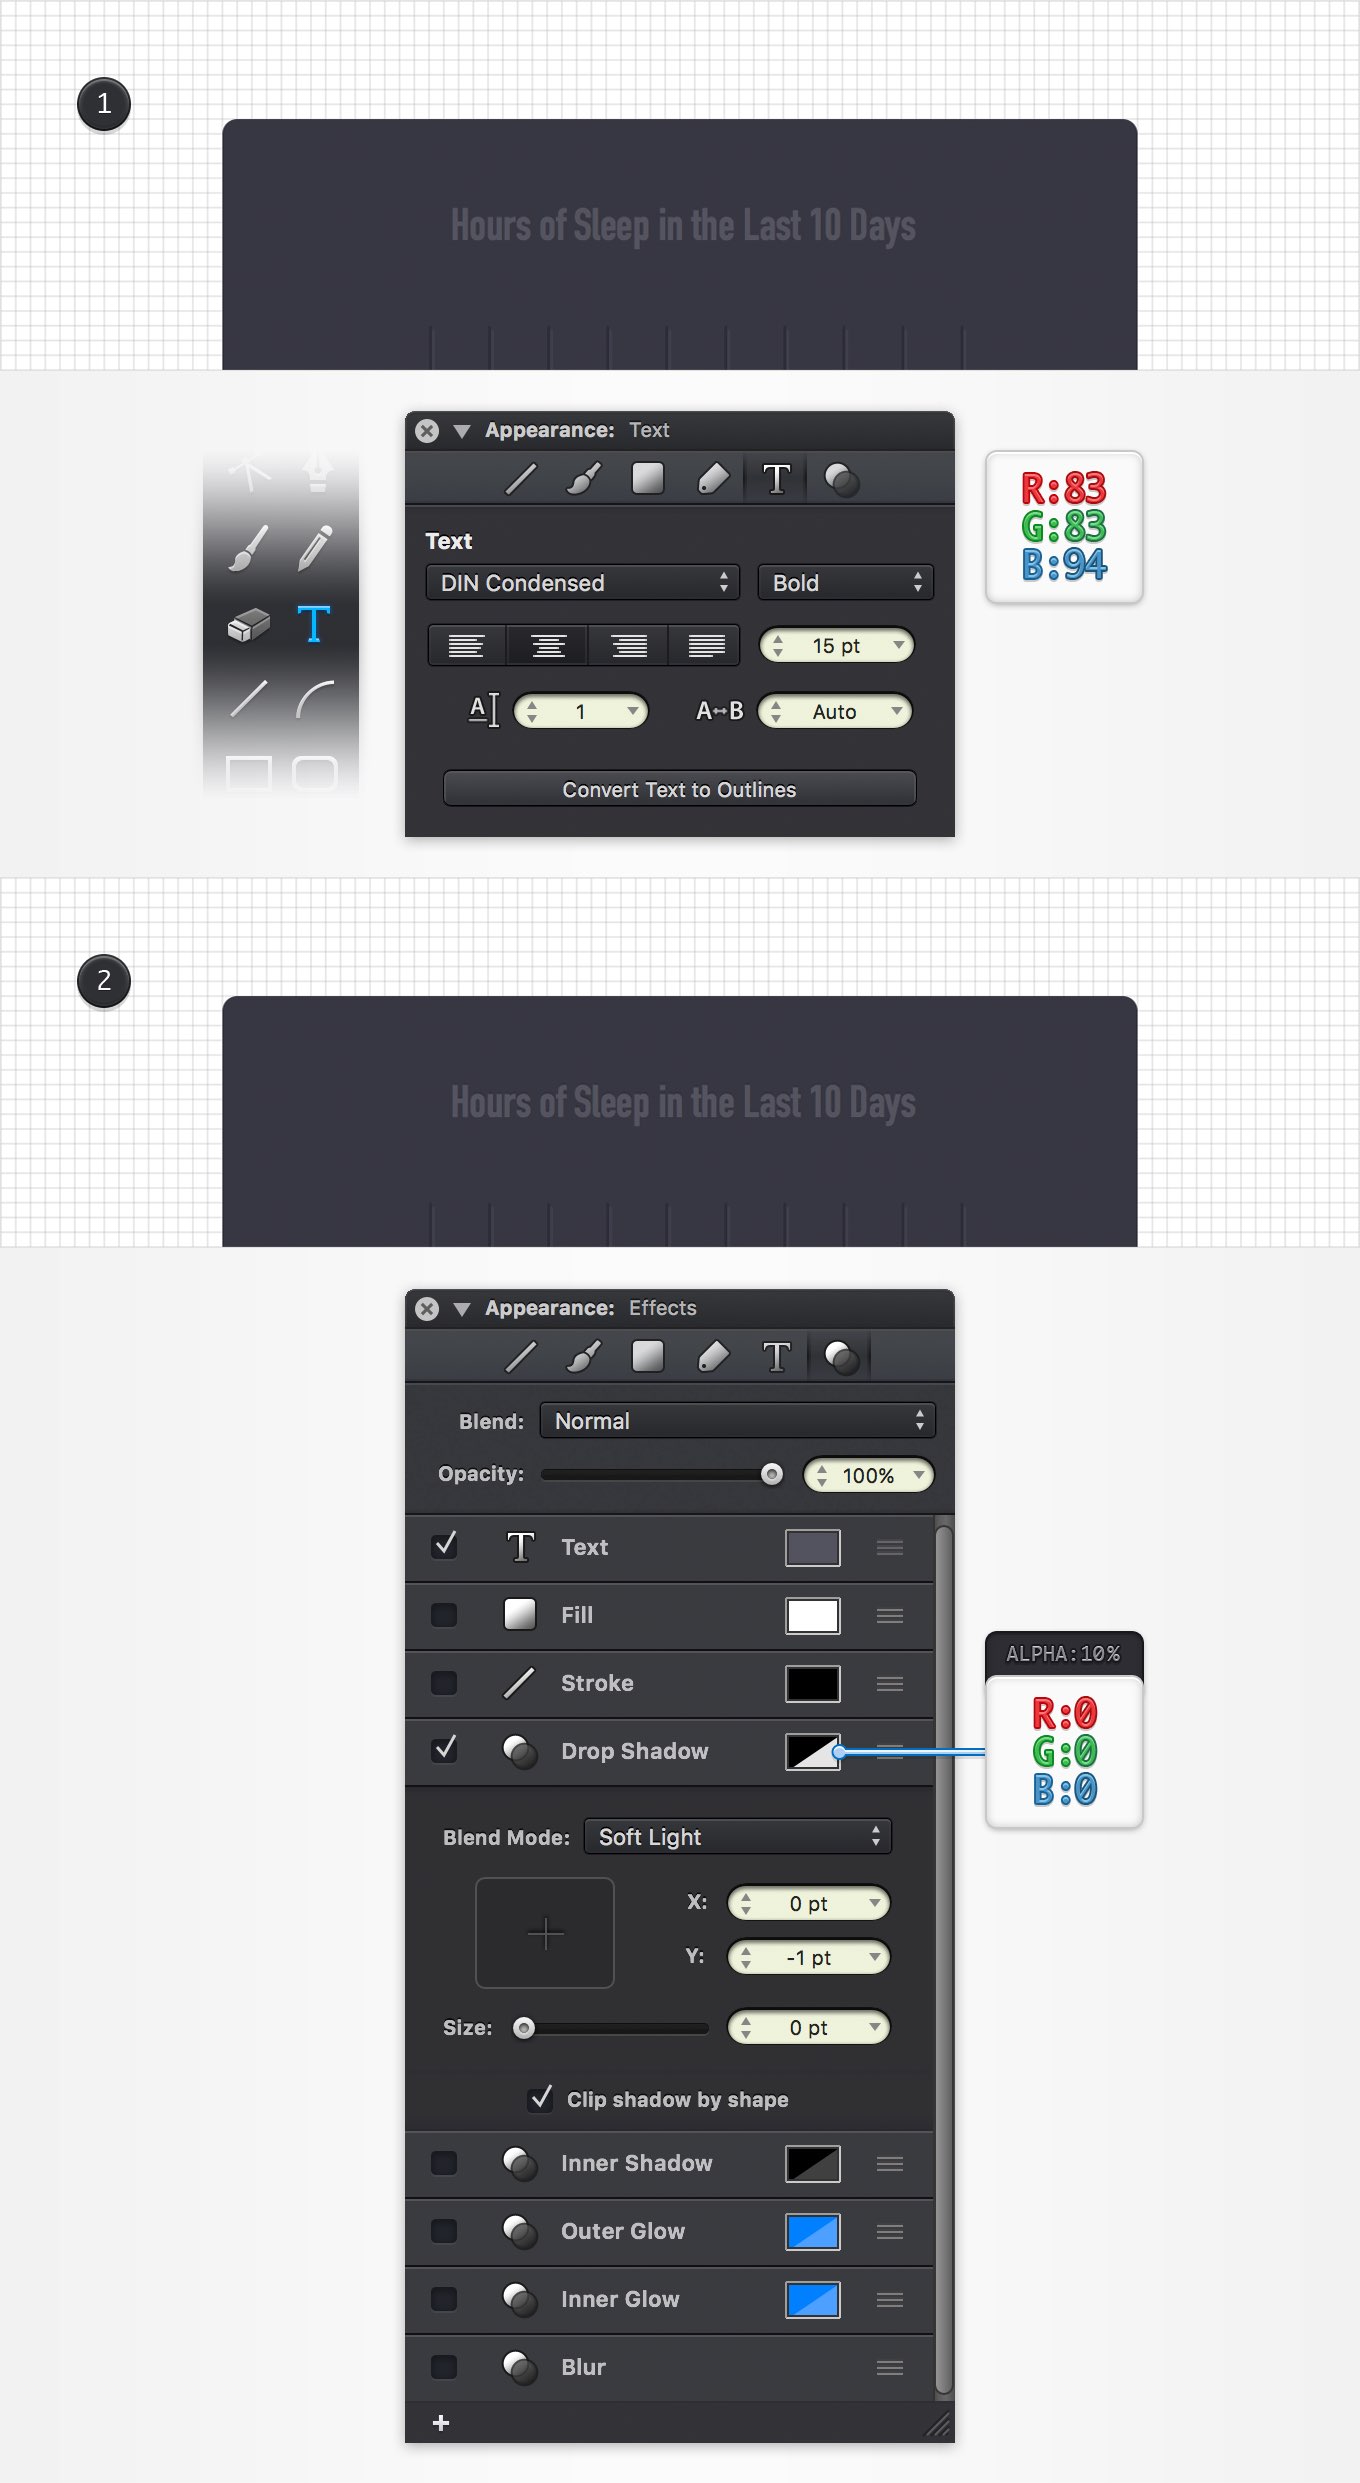 1
Hours of Sleep in the Last 10 Days
Appearance: Text
T
Text
DIN Condensed Bold
15 pt
A 1 A↔B Auto
Convert Text to Outlines
T
R:83
G:83
B:94
2
Hours of Sleep in the Last 10 Days
Appearance: Effects
T
Blend: Normal
Opacity: 100%
T Text
Fill
Stroke
Drop Shadow
ALPHA:10%
R:0
G:0
B:0
Blend Mode: Soft Light
X: 0 pt
Y: -1 pt
Size: 0 pt
Clip shadow by shape
Inner Shadow
Outer Glow
Inner Glow
Blur
+